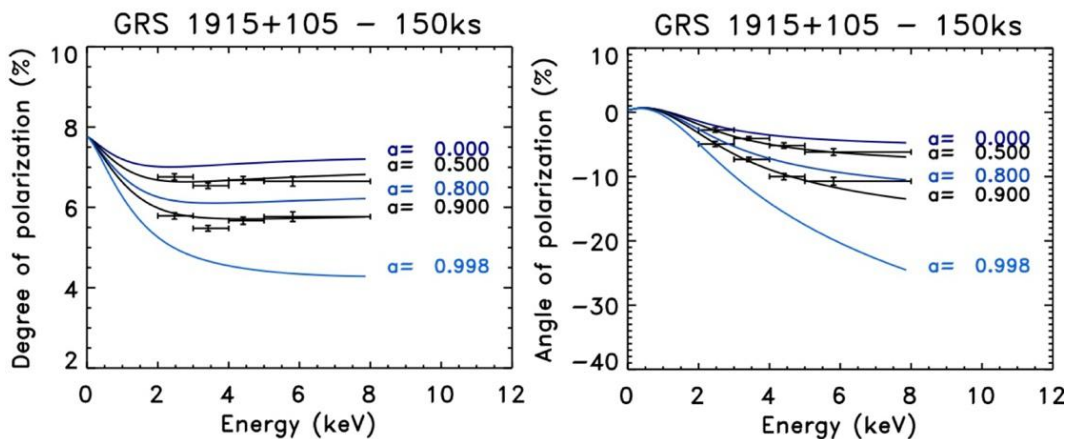 GRS 1915+105 – 150ks
Degree of polarization (%)
10
8
6
4
2
a= 0.000
a= 0.500
a= 0.800
a= 0.900
a= 0.998
0 2 4 6 8 10 12
Energy (keV)
GRS 1915+105 – 150ks
Angle of polarization (%)
10
0
−10
−20
−30
−40
a= 0.000
a= 0.500
a= 0.800
a= 0.900
a= 0.998
0 2 4 6 8 10 12
Energy (keV)